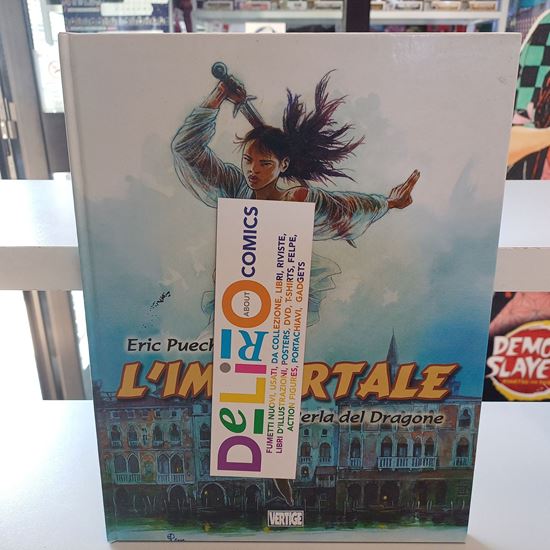 Eric Puech
L'IM
RTALE
erla del Dragone
VERTIGE
DeLiRiO
ABOUT
COMICS
FUMETTI NUOVI, USATI, DA COLLEZIONE, LIBRI, RIVISTE,
LIBRI D'ILLUSTRAZIONI, POSTERS, DVD, T-SHIRTS, FELPE,
ACTION FIGURES, PORTACHIAVI, GADGETS
DEMO
SLAYE